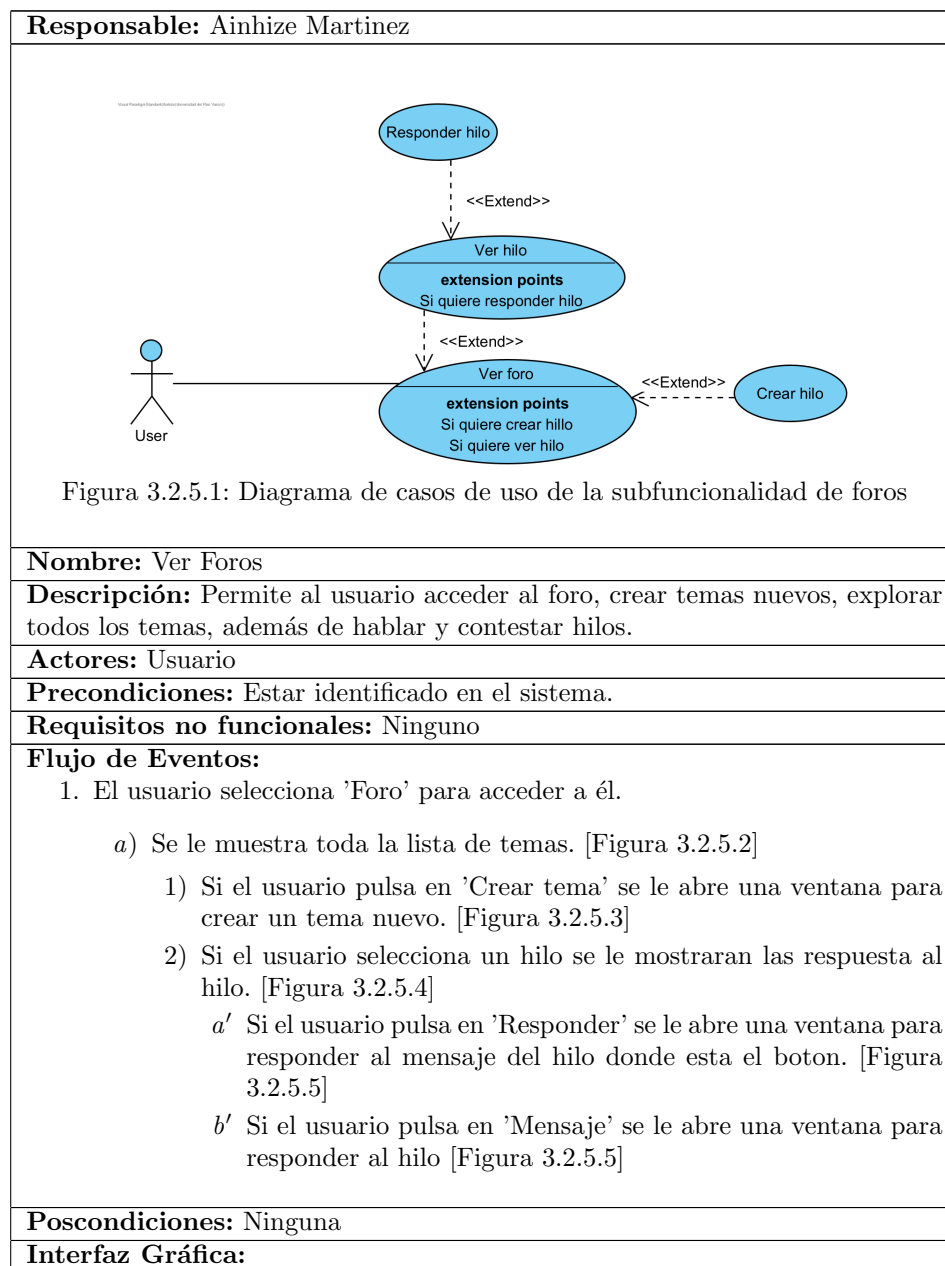 Responsable: Ainhize Martinez
Responder hilo
<<Extend>>
Ver hilo
extension points
Si quiere responder hilo
<<Extend>>
Ver foro
extension points
Si quiere crear hillo
Si quiere ver hilo
<<Extend>>
Crear hilo
User
Figura 3.2.5.1: Diagrama de casos de uso de la subfuncionalidad de foros
Nombre: Ver Foros
Descripción: Permite al usuario acceder al foro, crear temas nuevos, explorar
todos los temas, además de hablar y contestar hilos.
Actores: Usuario
Precondiciones: Estar identificado en el sistema.
Requisitos no funcionales: Ninguno
Flujo de Eventos:
1. El usuario selecciona ’Foro’ para acceder a él.
a) Se le muestra toda la lista de temas. [Figura 3.2.5.2]
1) Si el usuario pulsa en ’Crear tema’ se le abre una ventana para
crear un tema nuevo. [Figura 3.2.5.3]
2) Si el usuario selecciona un hilo se le mostraran las respuesta al
hilo. [Figura 3.2.5.4]
a′ Si el usuario pulsa en ’Responder’ se le abre una ventana para
responder al mensaje del hilo donde esta el boton. [Figura
3.2.5.5]
b′ Si el usuario pulsa en ’Mensaje’ se le abre una ventana para
responder al hilo [Figura 3.2.5.5]
Poscondiciones: Ninguna
Interfaz Gráfica: